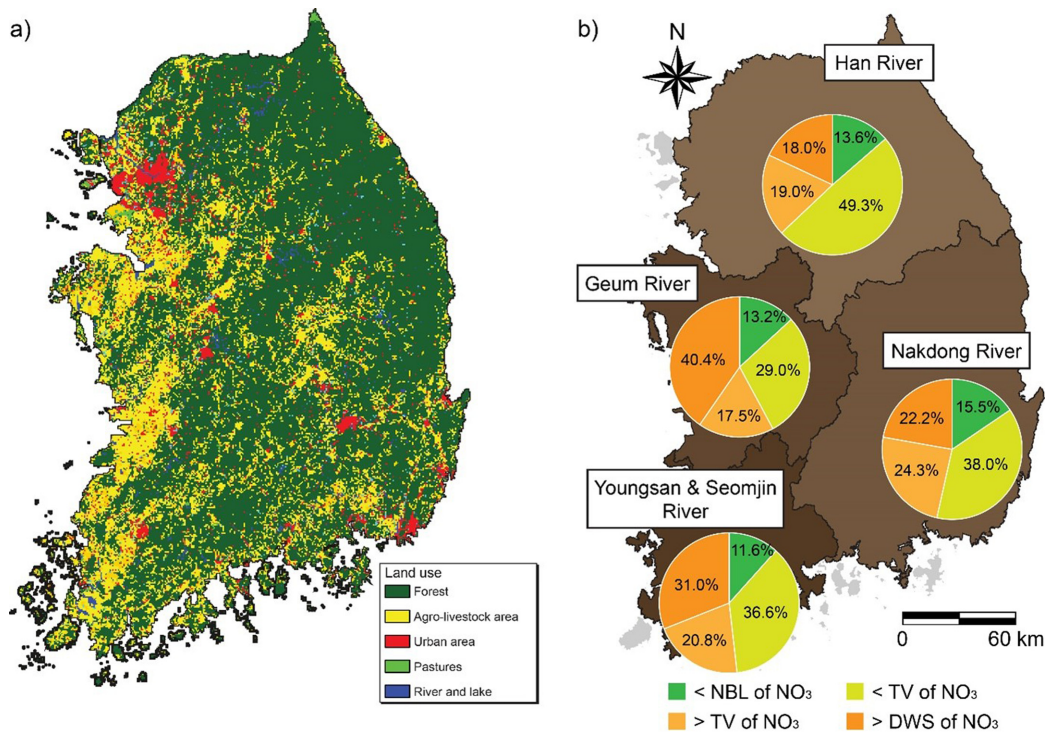 a)
Land use
Forest
Agro-livestock area
Urban area
Pastures
River and lake
b)
N
Han River
13.6%
18.0%
19.0%
49.3%
Geum River
13.2%
40.4%
29.0%
17.5%
Nakdong River
15.5%
22.2%
24.3%
38.0%
Youngsan & Seomjin
River
11.6%
31.0%
36.6%
20.8%
0 60 km
< NBL of NO₃ < TV of NO₃
> TV of NO₃ > DWS of NO₃